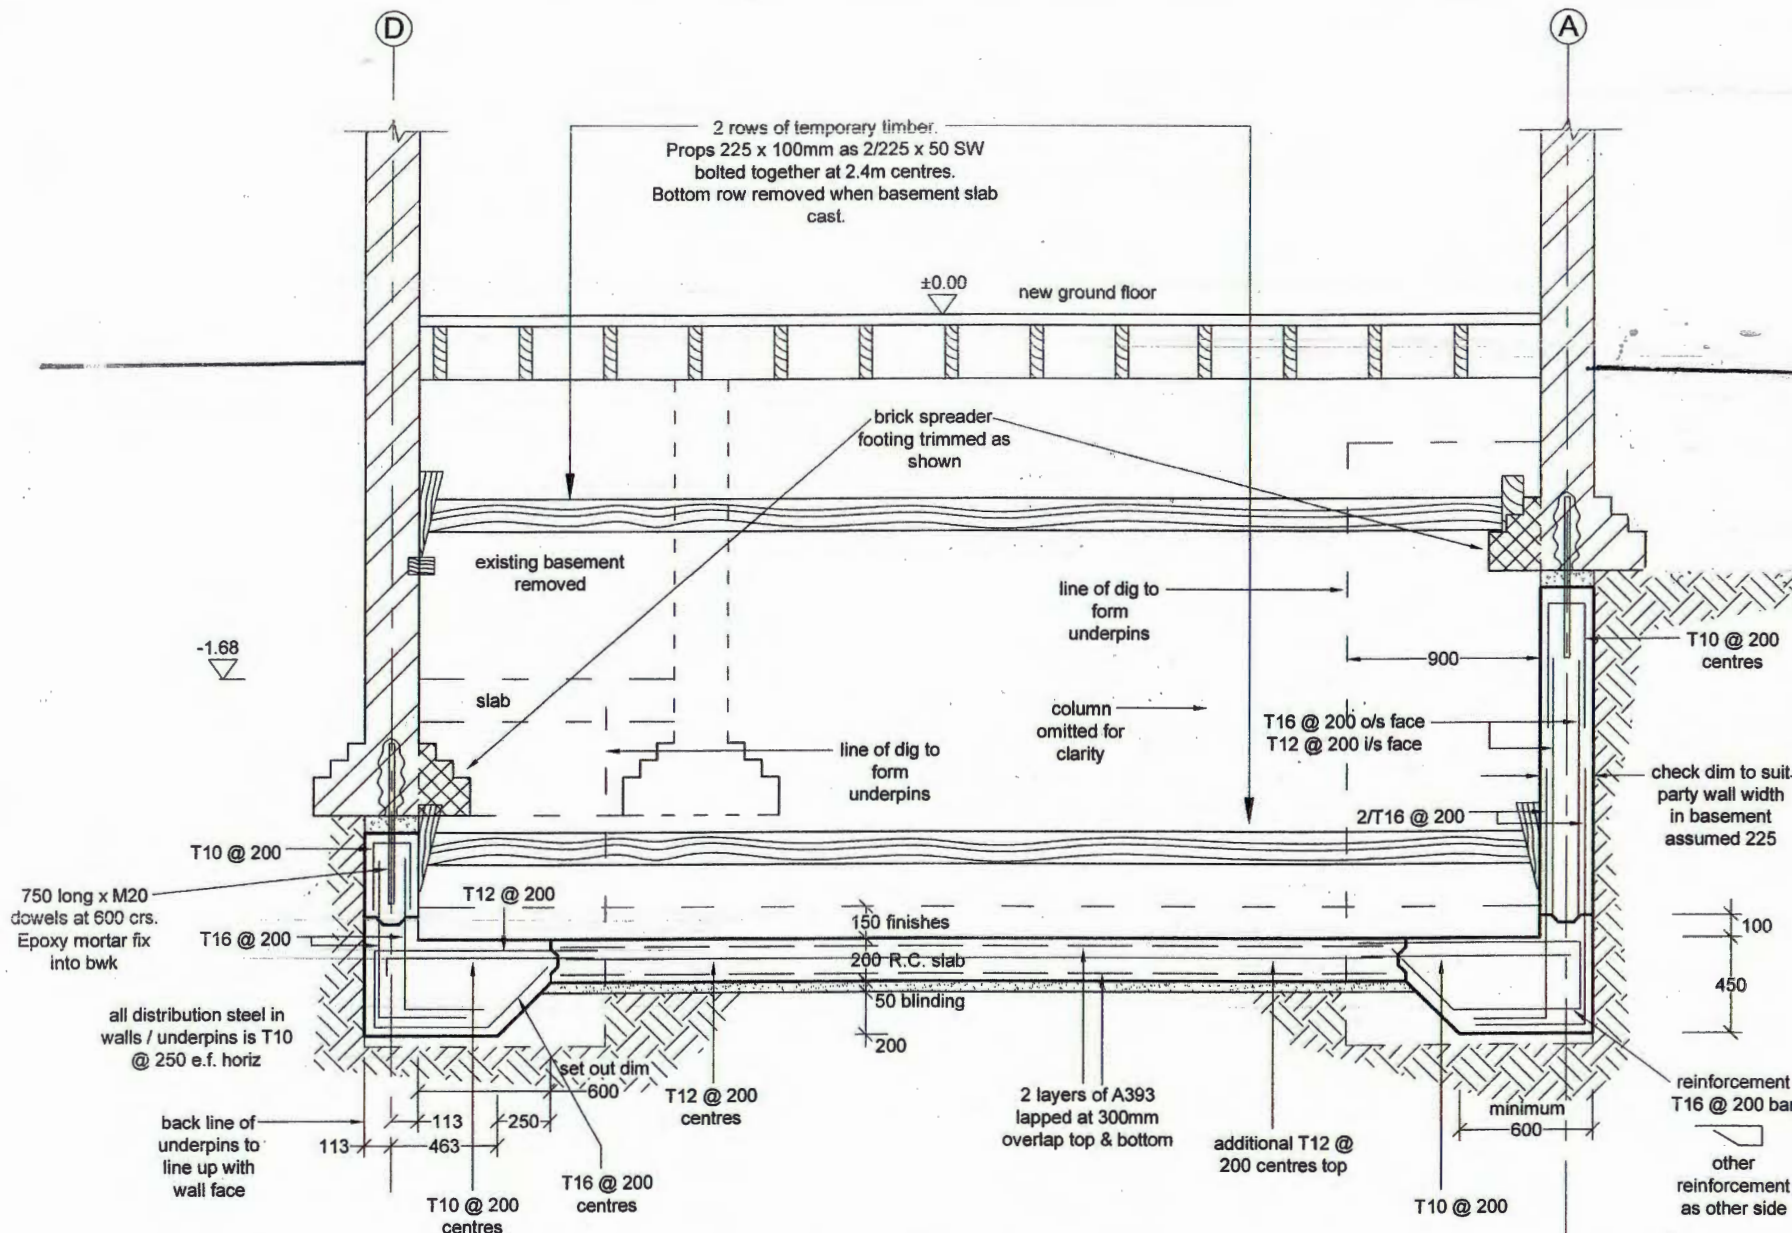 D
A
2 rows of temporary timber.
Props 225 x 100mm as 2/225 x 50 SW
bolted together at 2.4m centres.
Bottom row removed when basement slab
cast.
±0.00
new ground floor
brick spreader
footing trimmed as
shown
existing basement
removed
line of dig to
form
underpins
-1.68
900
T10 @ 200
centres
slab
column
omitted for
clarity
T16 @ 200 o/s face
T12 @ 200 i/s face
line of dig to
form
underpins
check dim to suit
party wall width
in basement
assumed 225
2/T16 @ 200
T10 @ 200
750 long x M20
dowels at 600 crs.
Epoxy mortar fix
into bwk
T12 @ 200
T16 @ 200
150 finishes
200 R.C. slab
50 blinding
200
100
450
all distribution steel in
walls / underpins is T10
@ 250 e.f. horiz
set out dim
600
T12 @ 200
centres
2 layers of A393
lapped at 300mm
overlap top & bottom
additional T12 @
200 centres top
minimum
600
reinforcement
T16 @ 200 bar
back line of
underpins to
line up with
wall face
113
250
113
463
T16 @ 200
centres
T10 @ 200
centres
T10 @ 200
other
reinforcement
as other side